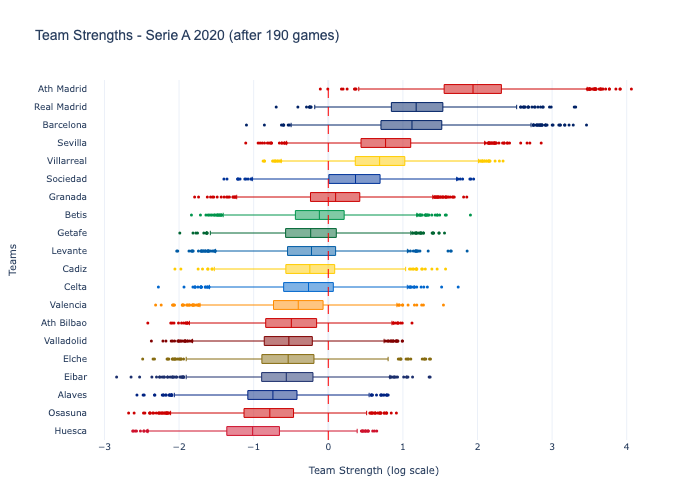 Team Strengths - Serie A 2020 (after 190 games)
Ath Madrid
Real Madrid
Barcelona
Sevilla
Villarreal
Sociedad
Granada
Betis
Getafe
Levante
Cadiz
Celta
Valencia
Ath Bilbao
Valladolid
Elche
Eibar
Alaves
Osasuna
Huesca
Teams
−3 −2 −1 0 1 2 3 4
Team Strength (log scale)